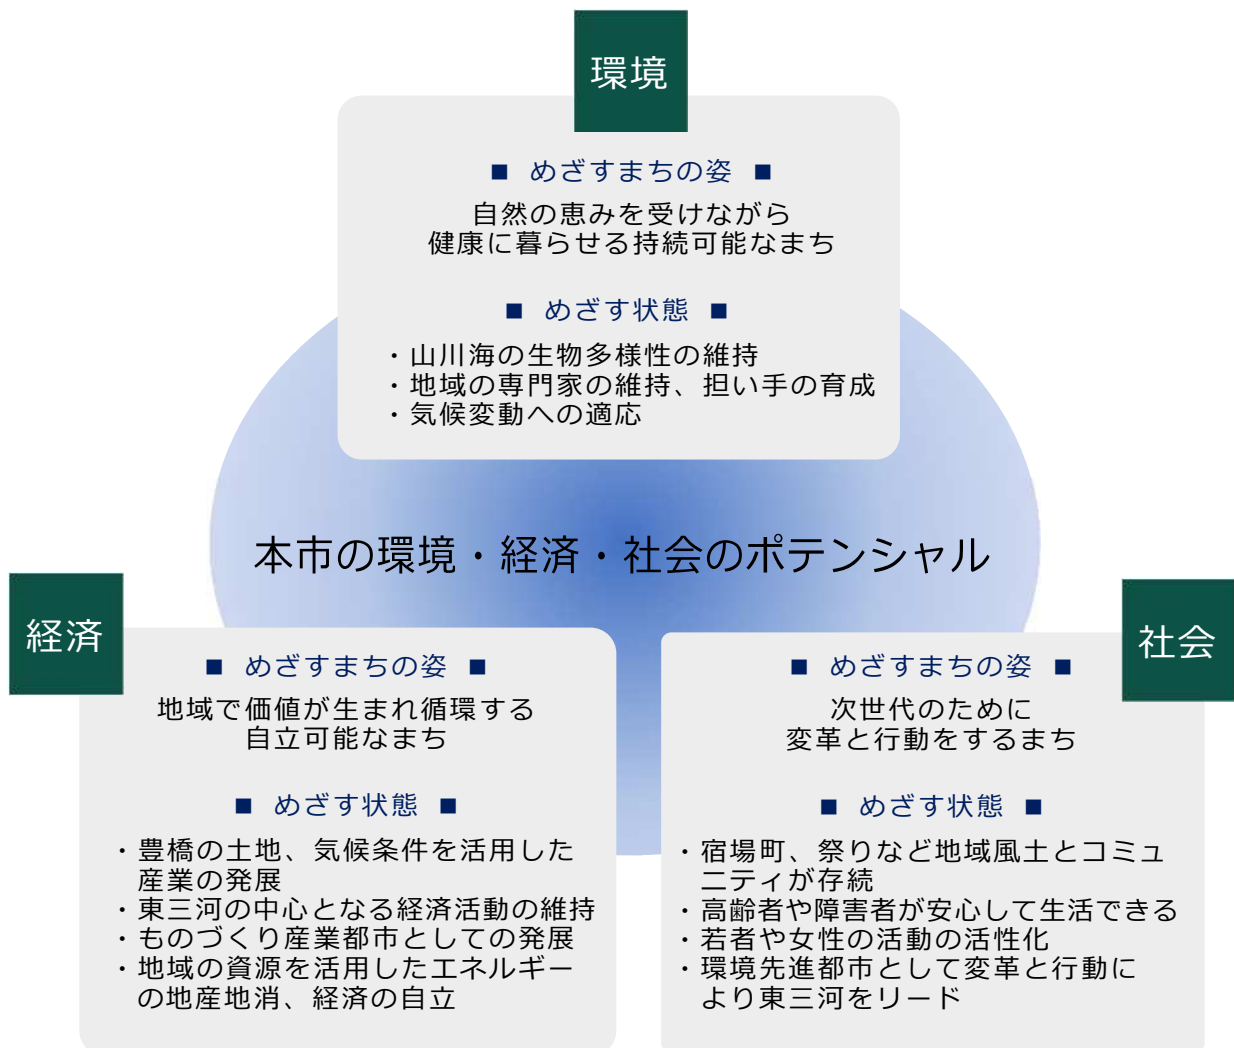 環境
■ めざすまちの姿 ■
自然の恵みを受けながら
健康に暮らせる持続可能なまち
■ めざす状態 ■
・山川海の生物多様性の維持
・地域の専門家の維持、担い手の育成
・気候変動への適応
本市の環境・経済・社会のポテンシャル
経済
■ めざすまちの姿 ■
地域で価値が生まれ循環する
自立可能なまち
■ めざす状態 ■
・豊橋の土地、気候条件を活用した
産業の発展
・東三河の中心となる経済活動の維持
・ものづくり産業都市としての発展
・地域の資源を活用したエネルギー
の地産地消、経済の自立
社会
■ めざすまちの姿 ■
次世代のために
変革と行動をするまち
■ めざす状態 ■
・宿場町、祭りなど地域風土とコミュ
ニティが存続
・高齢者や障害者が安心して生活できる
・若者や女性の活動の活性化
・環境先進都市として変革と行動に
より東三河をリード